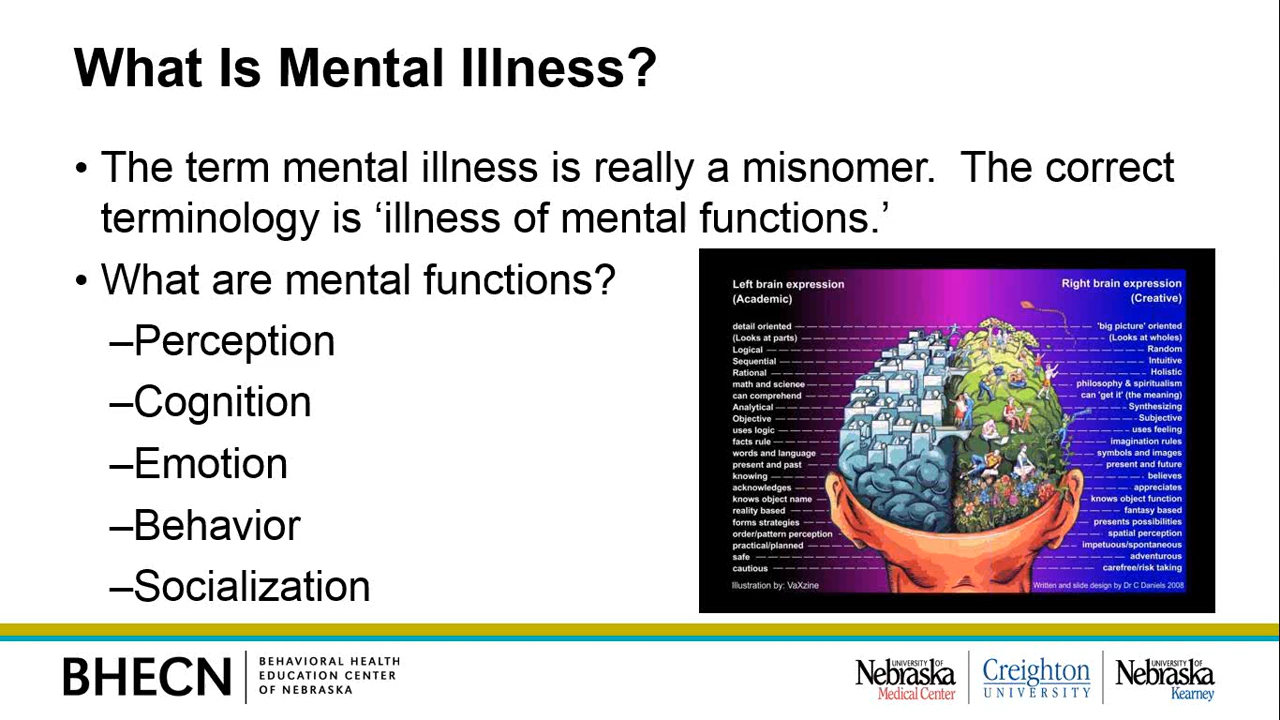 What Is Mental Illness?
• The term mental illness is really a misnomer.  The correct
terminology is ‘illness of mental functions.’
• What are mental functions?
–Perception
–Cognition
–Emotion
–Behavior
–Socialization
Left brain expression
(Academic)
detail oriented
(Looks at parts)
Logical
Sequential
Rational
math and science
can comprehend
Analytical
Objective
uses logic
facts rule
words and language
present and past
knowing
acknowledges
knows object name
reality based
forms strategies
order/pattern perception
practical/planned
safe
cautious
Illustration by: VaXzine
Right brain expression
(Creative)
'big picture' oriented
(Looks at wholes)
Random
Intuitive
Holistic
philosophy & spiritualism
can 'get it' (the meaning)
Synthesizing
Subjective
uses feeling
imagination rules
symbols and images
present and future
believes
appreciates
knows object function
fantasy based
presents possibilities
spatial perception
impetuous/spontaneous
adventurous
carefree/risk taking
Written and slide design by Dr C Daniels 2008
BHECN
BEHAVIORAL HEALTH
EDUCATION CENTER
OF NEBRASKA
UNIVERSITY OF
Nebraska
Medical Center
Creighton
UNIVERSITY
UNIVERSITY OF
Nebraska
Kearney